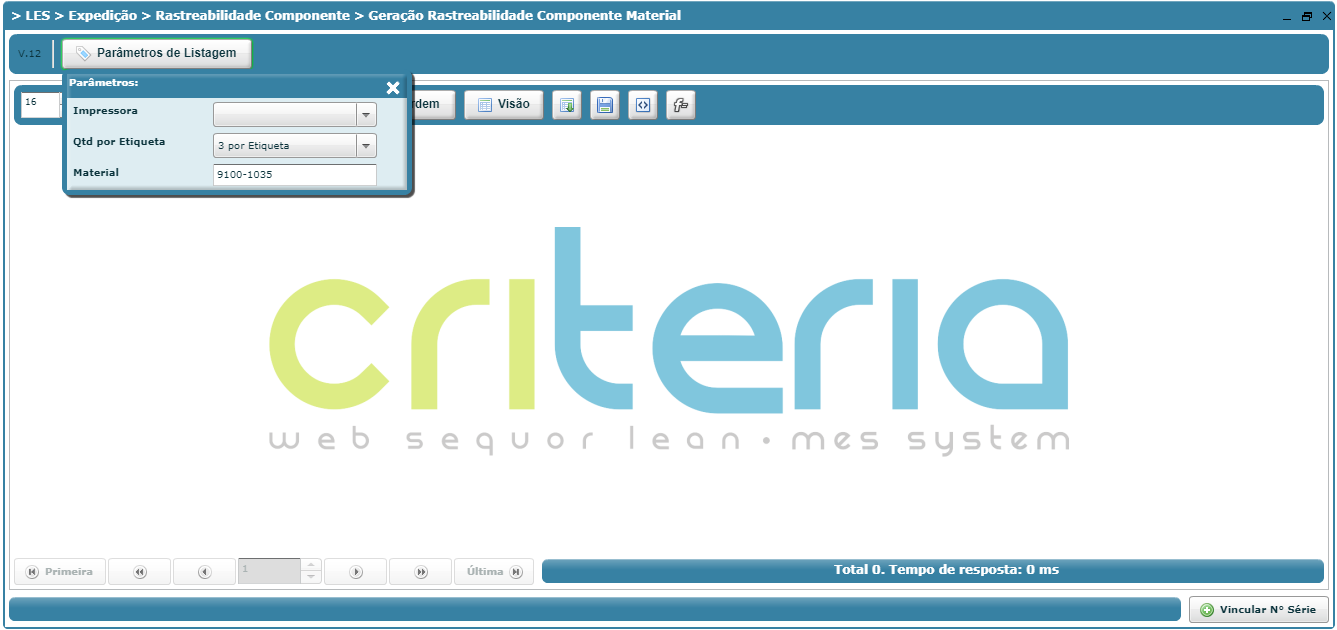 > LES > Expedição > Rastreabilidade Componente > Geração Rastreabilidade Componente Material
V.12
Parâmetros de Listagem
Parâmetros:
16
rdem
Visão
Impressora
Qtd por Etiqueta
3 por Etiqueta
Material
9100-1035
criteria
web sequor lean • mes system
Primeira
1
Última
Total 0. Tempo de resposta: 0 ms
Vincular N° Série